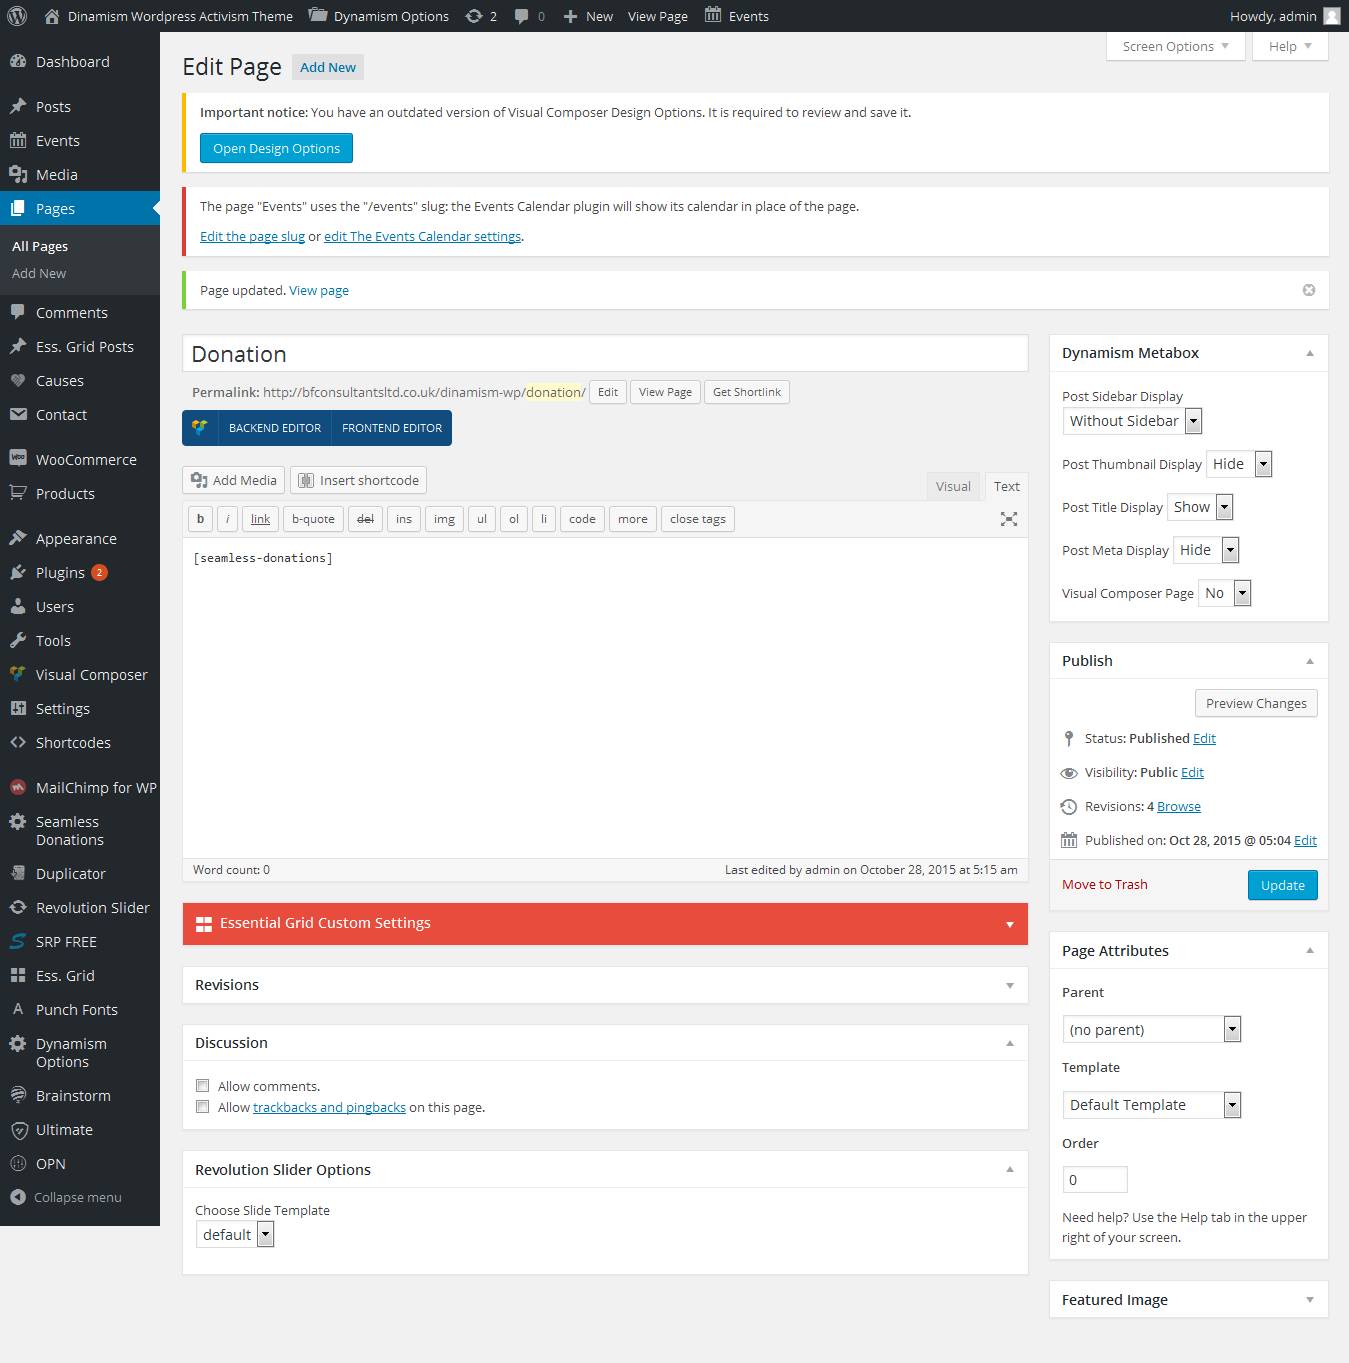 Dinamism Wordpress Activism Theme Dynamism Options 2 0 New View Page Events Howdy, admin
Screen Options Help
Dashboard
Posts
Events
Media
Pages
All Pages
Add New
Comments
Ess. Grid Posts
Causes
Contact
WooCommerce
Products
Appearance
Plugins 2
Users
Tools
Visual Composer
Settings
Shortcodes
MailChimp for WP
Seamless
Donations
Duplicator
Revolution Slider
SRP FREE
Ess. Grid
Punch Fonts
Dynamism
Options
Brainstorm
Ultimate
OPN
Collapse menu
Edit Page Add New
Important notice: You have an outdated version of Visual Composer Design Options. It is required to review and save it.
Open Design Options
The page "Events" uses the "/events" slug: the Events Calendar plugin will show its calendar in place of the page.
Edit the page slug or edit The Events Calendar settings.
Page updated. View page
Donation
Permalink: http://bfconsultantsltd.co.uk/dinamism-wp/donation/ Edit View Page Get Shortlink
BACKEND EDITOR FRONTEND EDITOR
Add Media Insert shortcode
Visual Text
b i link b-quote del ins img ul ol li code more close tags
[seamless-donations]
Word count: 0 Last edited by admin on October 28, 2015 at 5:15 am
Essential Grid Custom Settings
Revisions
Discussion
Allow comments.
Allow trackbacks and pingbacks on this page.
Revolution Slider Options
Choose Slide Template
default
Dynamism Metabox
Post Sidebar Display
Without Sidebar
Post Thumbnail Display Hide
Post Title Display Show
Post Meta Display Hide
Visual Composer Page No
Publish
Preview Changes
Status: Published Edit
Visibility: Public Edit
Revisions: 4 Browse
Published on: Oct 28, 2015 @ 05:04 Edit
Move to Trash Update
Page Attributes
Parent
(no parent)
Template
Default Template
Order
0
Need help? Use the Help tab in the upper
right of your screen.
Featured Image